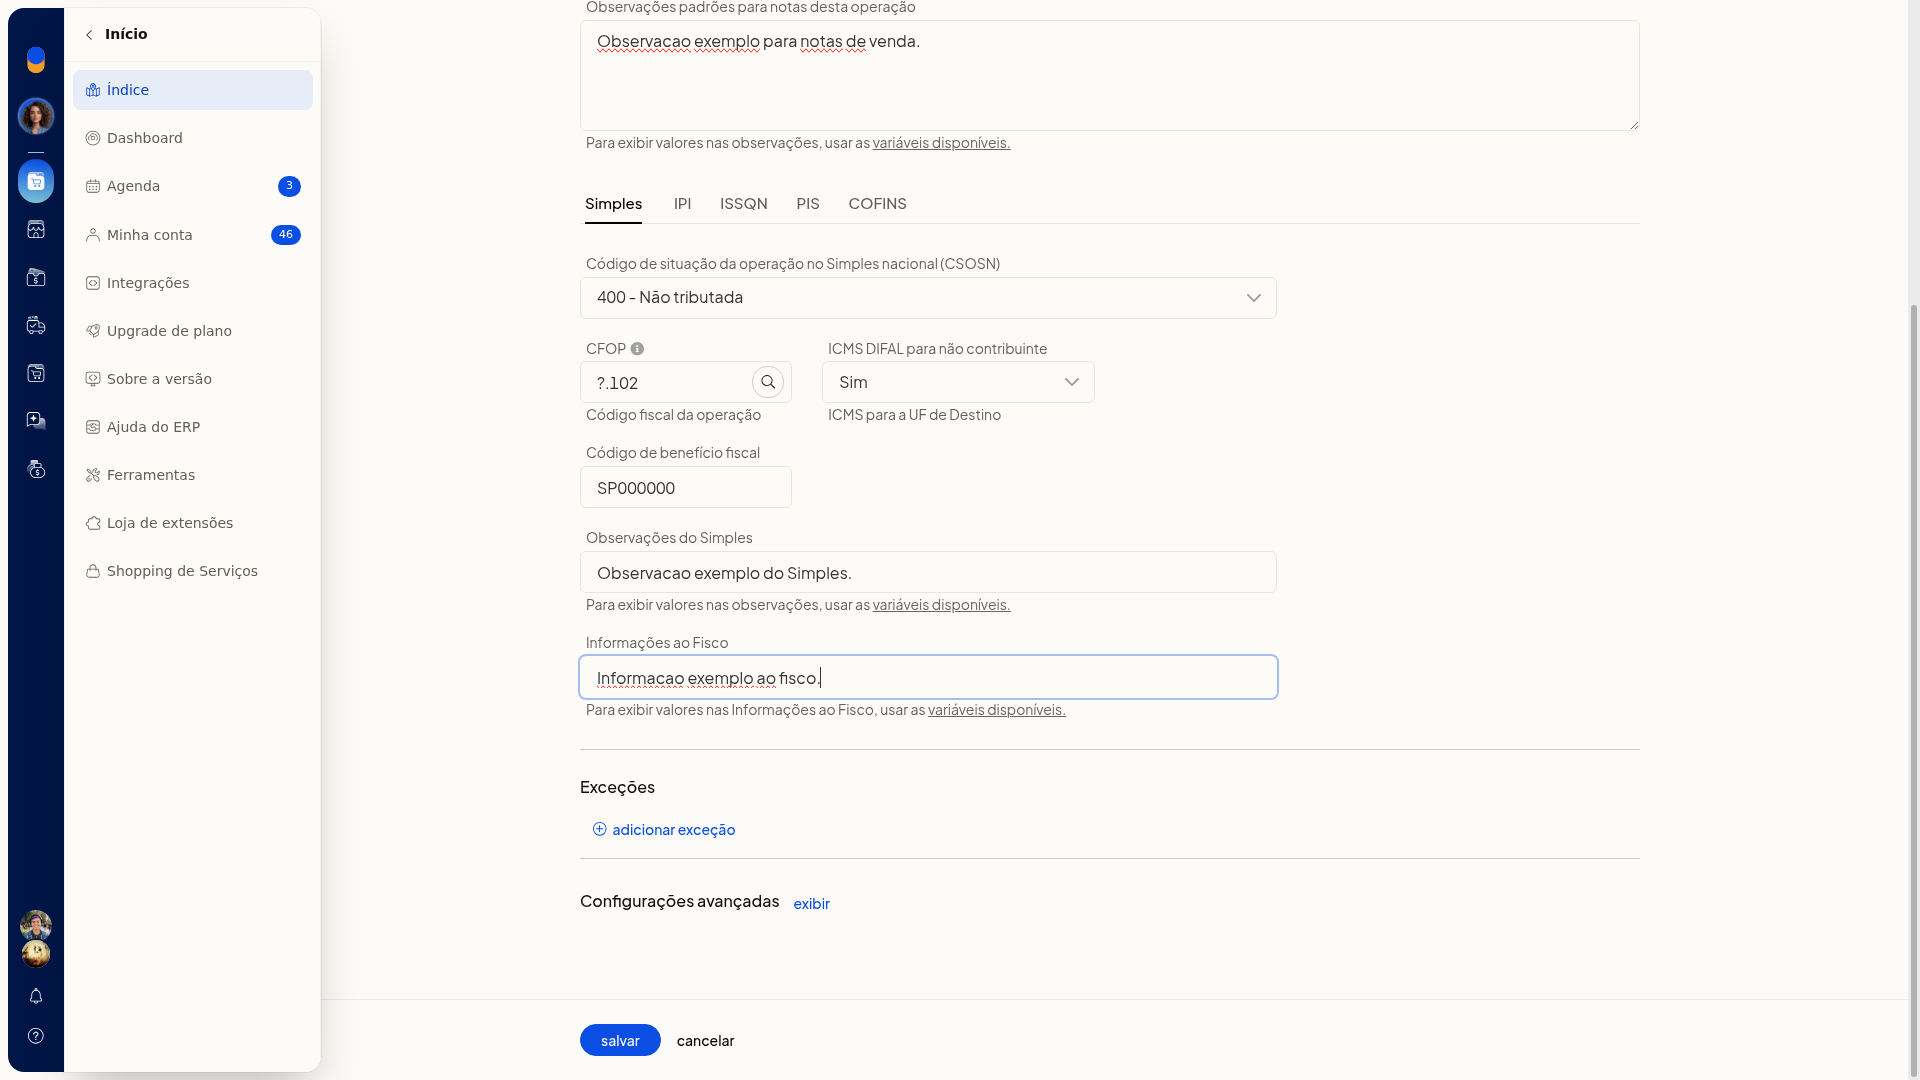 Início
Índice
Dashboard
Agenda 3
Minha conta 46
Integrações
Upgrade de plano
Sobre a versão
Ajuda do ERP
Ferramentas
Loja de extensões
Shopping de Serviços
Observações padrões para notas desta operação
Observacao exemplo para notas de venda.
Para exibir valores nas observações, usar as variáveis disponíveis.
Simples IPI ISSQN PIS COFINS
Código de situação da operação no Simples nacional (CSOSN)
400 - Não tributada
CFOP ICMS DIFAL para não contribuinte
?.102 Sim
Código fiscal da operação ICMS para a UF de Destino
Código de benefício fiscal
SP000000
Observações do Simples
Observacao exemplo do Simples.
Para exibir valores nas observações, usar as variáveis disponíveis.
Informações ao Fisco
Informacao exemplo ao fisco.
Para exibir valores nas Informações ao Fisco, usar as variáveis disponíveis.
Exceções
adicionar exceção
Configurações avançadas exibir
salvar cancelar